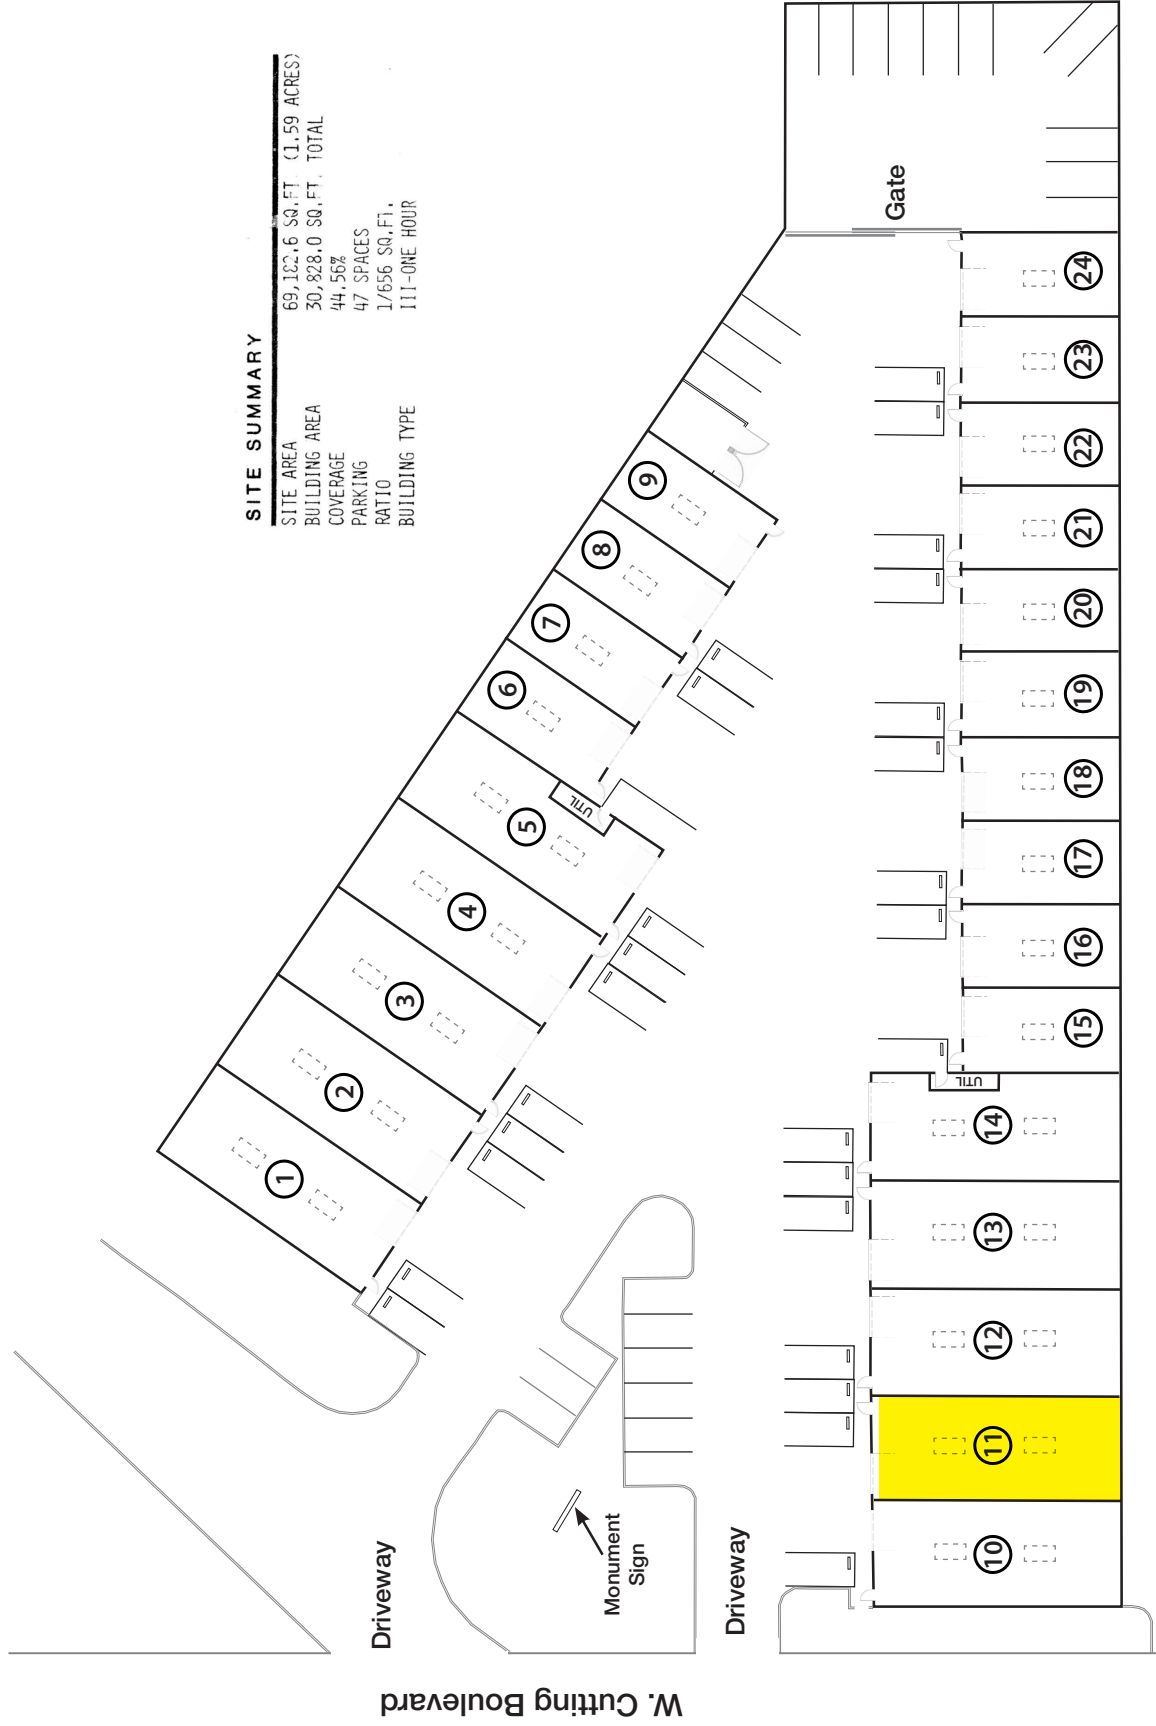 SITE SUMMARY
SITE AREA 69,182.6 SQ.FT. (1.59 ACRES)
BUILDING AREA 30,828.0 SQ.FT. TOTAL
COVERAGE 44.56%
PARKING 47 SPACES
RATIO 1/656 SQ.FT.
BUILDING TYPE III-ONE HOUR
1
2
3
4
5
UTIL
6
7
8
9
Gate
Driveway
Monument
Sign
Driveway
10
11
12
13
14
UTIL
15
16
17
18
19
20
21
22
23
24
W. Cutting Boulevard